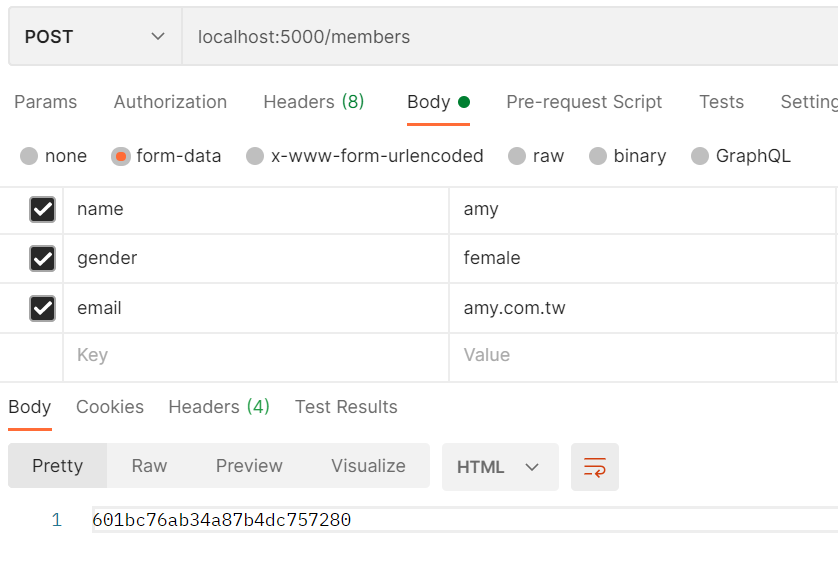 POST localhost:5000/members
Params Authorization Headers (8) Body Pre-request Script Tests Setting
none form-data x-www-form-urlencoded raw binary GraphQL
name amy
gender female
email amy.com.tw
Key Value
Body Cookies Headers (4) Test Results
Pretty Raw Preview Visualize HTML
1 601bc76ab34a87b4dc757280